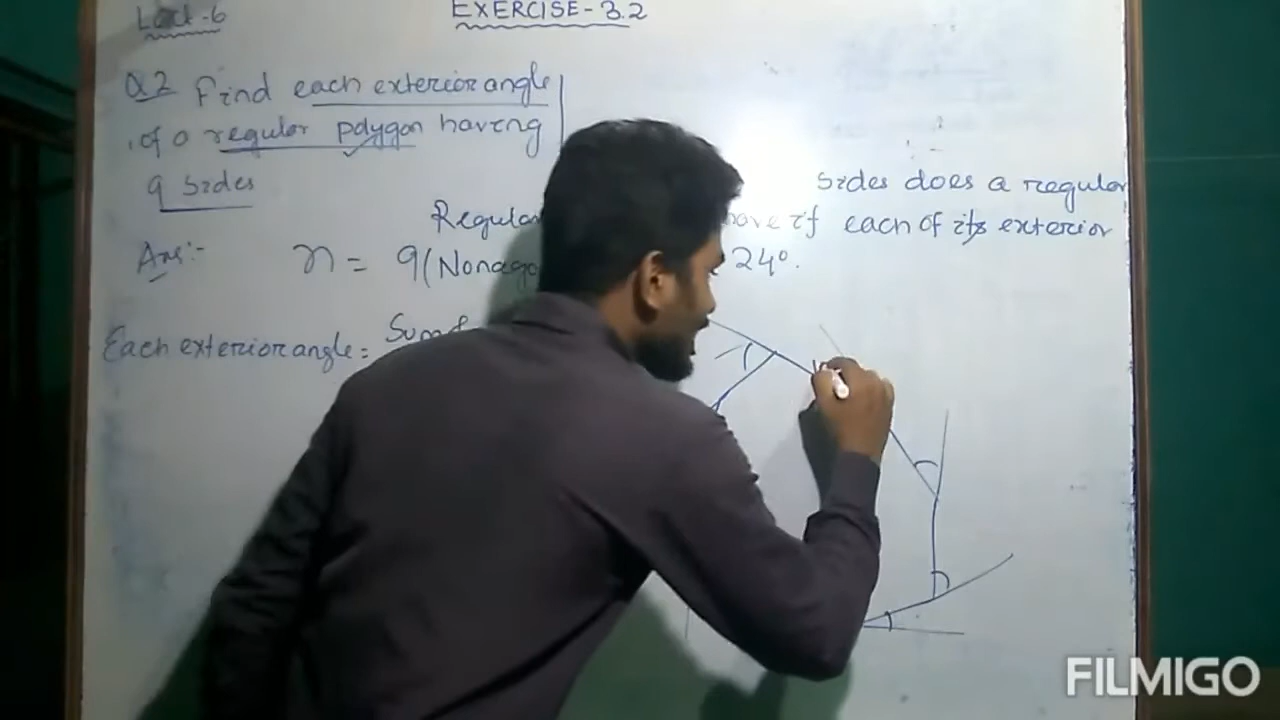 Lect-6
EXERCISE-3.2
Q2 Find each exterior angle
of a regular polygon having
9 sides
Ans:-
Regular
n = 9(Nonago
Each exterior angle =
sides does a regular
have if each of its exterior
24°.
FILMIGO